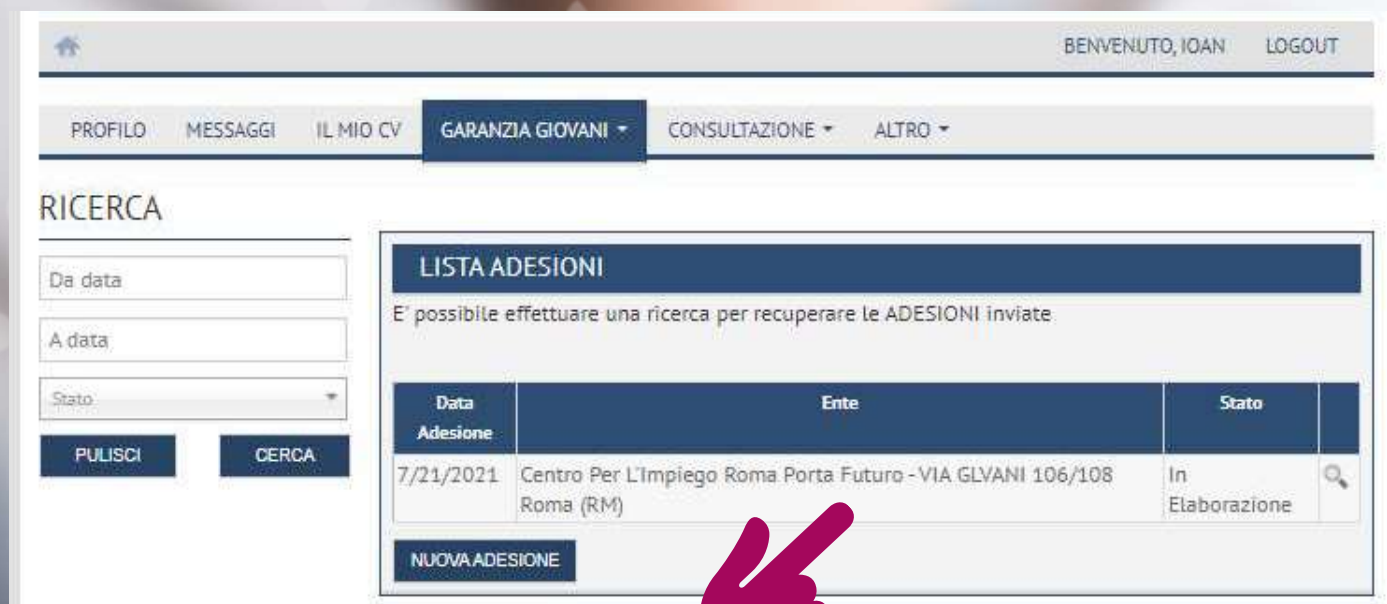 BENVENUTO, IOAN LOGOUT
PROFILO MESSAGGI IL MIO CV GARANZIA GIOVANI CONSULTAZIONE ALTRO
RICERCA
Da data
A data
Stato
PULISCI CERCA
LISTA ADESIONI
E' possibile effettuare una ricerca per recuperare le ADESIONI inviate
Data
Adesione
Ente
Stato
7/21/2021
Centro Per L'Impiego Roma Porta Futuro - VIA GLVANI 106/108
Roma (RM)
In
Elaborazione
NUOVA ADESIONE